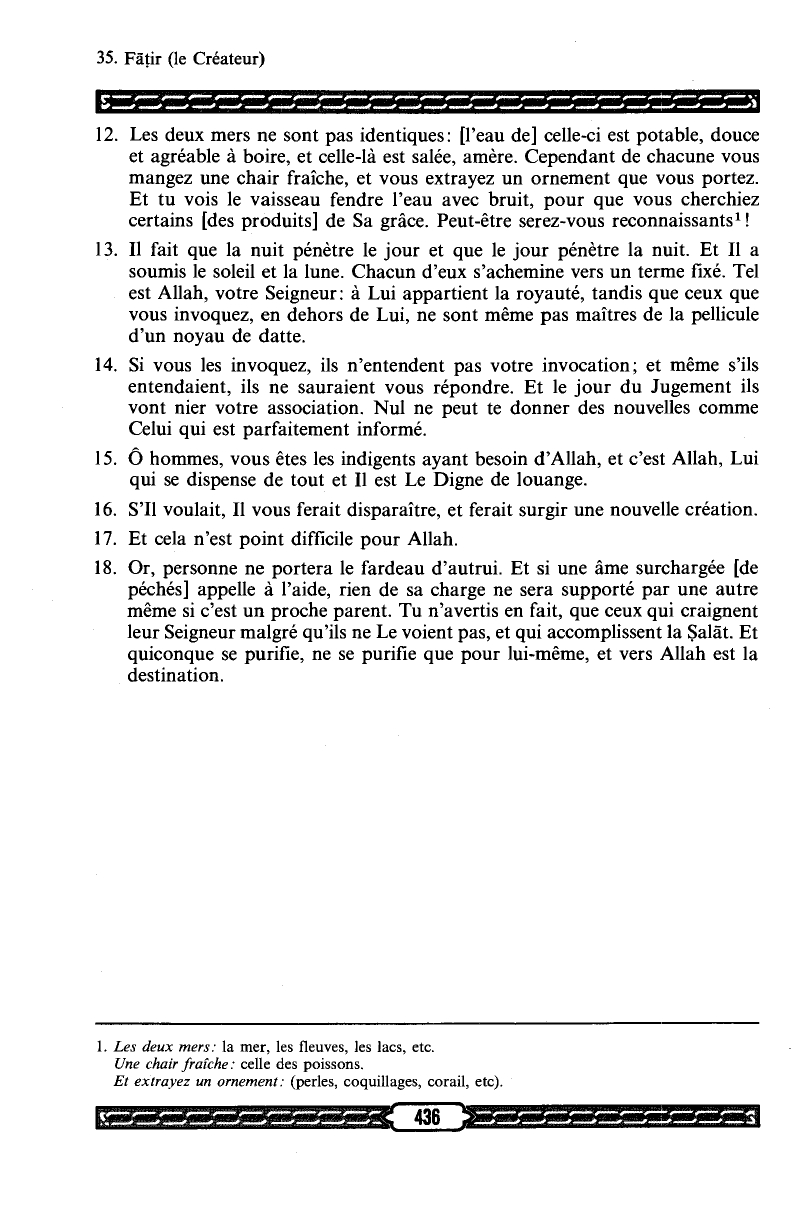 35. Fāṭir (le Créateur)
12. Les deux mers ne sont pas identiques: [l’eau de] celle-ci est potable, douce
et agréable à boire, et celle-là est salée, amère. Cependant de chacune vous
mangez une chair fraîche, et vous extrayez un ornement que vous portez.
Et tu vois le vaisseau fendre l’eau avec bruit, pour que vous cherchiez
certains [des produits] de Sa grâce. Peut-être serez-vous reconnaissants¹!
13. Il fait que la nuit pénètre le jour et que le jour pénètre la nuit. Et Il a
soumis le soleil et la lune. Chacun d’eux s’achemine vers un terme fixé. Tel
est Allah, votre Seigneur: à Lui appartient la royauté, tandis que ceux que
vous invoquez, en dehors de Lui, ne sont même pas maîtres de la pellicule
d’un noyau de datte.
14. Si vous les invoquez, ils n’entendent pas votre invocation; et même s’ils
entendaient, ils ne sauraient vous répondre. Et le jour du Jugement ils
vont nier votre association. Nul ne peut te donner des nouvelles comme
Celui qui est parfaitement informé.
15. Ô hommes, vous êtes les indigents ayant besoin d’Allah, et c’est Allah, Lui
qui se dispense de tout et Il est Le Digne de louange.
16. S’Il voulait, Il vous ferait disparaître, et ferait surgir une nouvelle création.
17. Et cela n’est point difficile pour Allah.
18. Or, personne ne portera le fardeau d’autrui. Et si une âme surchargée [de
péchés] appelle à l’aide, rien de sa charge ne sera supporté par une autre
même si c’est un proche parent. Tu n’avertis en fait, que ceux qui craignent
leur Seigneur malgré qu’ils ne Le voient pas, et qui accomplissent la Ṣalāt. Et
quiconque se purifie, ne se purifie que pour lui-même, et vers Allah est la
destination.
1. Les deux mers: la mer, les fleuves, les lacs, etc.
Une chair fraîche: celle des poissons.
Et extrayez un ornement: (perles, coquillages, corail, etc).
436